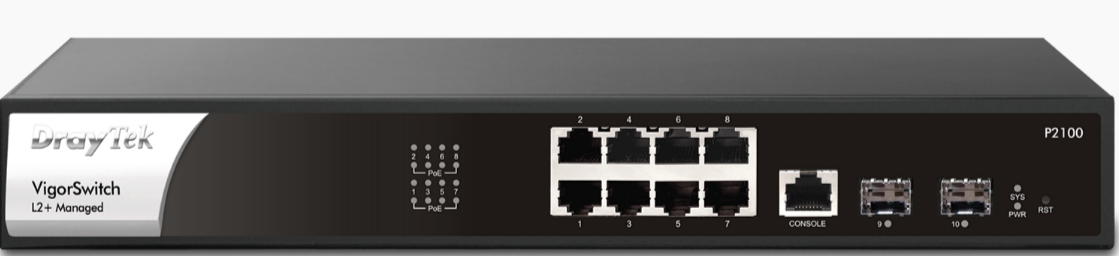 DrayTek
VigorSwitch
L2+ Managed
2 4 6 8
PoE
1 3 5 7
PoE
2 4 6 8
1 3 5 7
CONSOLE
9
10
SYS
PWR
RST
P2100